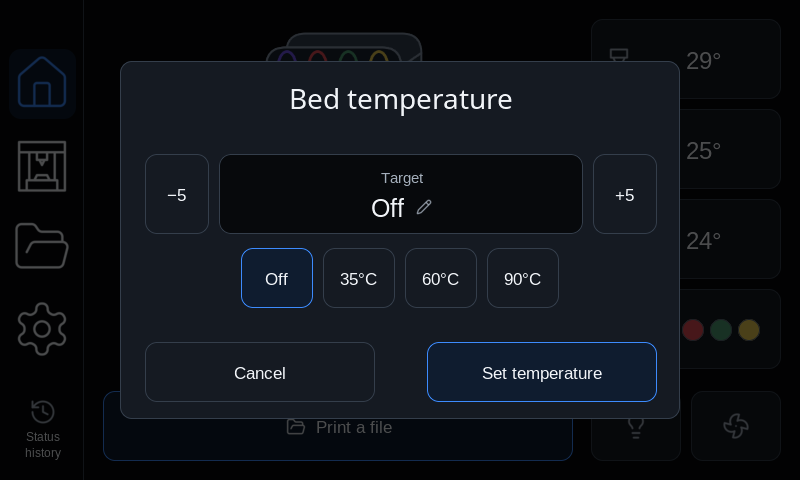 Bed temperature
29°
25°
24°
−5
Target
Off
+5
Off
35°C
60°C
90°C
Cancel
Set temperature
Print a file
Status
history